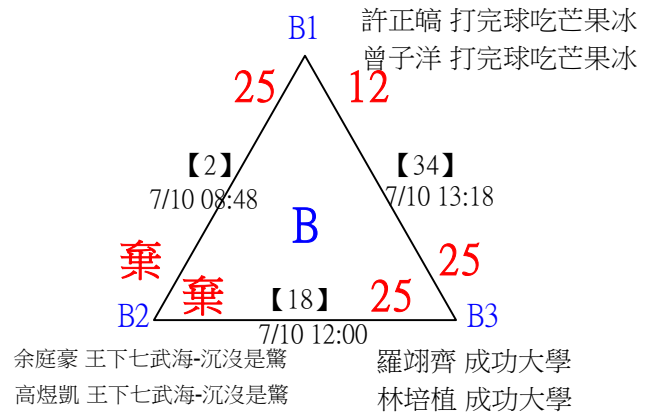 B1
許正皜 打完球吃芒果冰
曾子洋 打完球吃芒果冰
25
12
【2】
7/10 08:48
【34】
7/10 13:18
B
棄
25
棄
【18】
25
B2
B3
7/10 12:00
余庭豪 王下七武海-沉沒是驚
高煜凱 王下七武海-沉沒是驚
羅翊齊 成功大學
林培植 成功大學